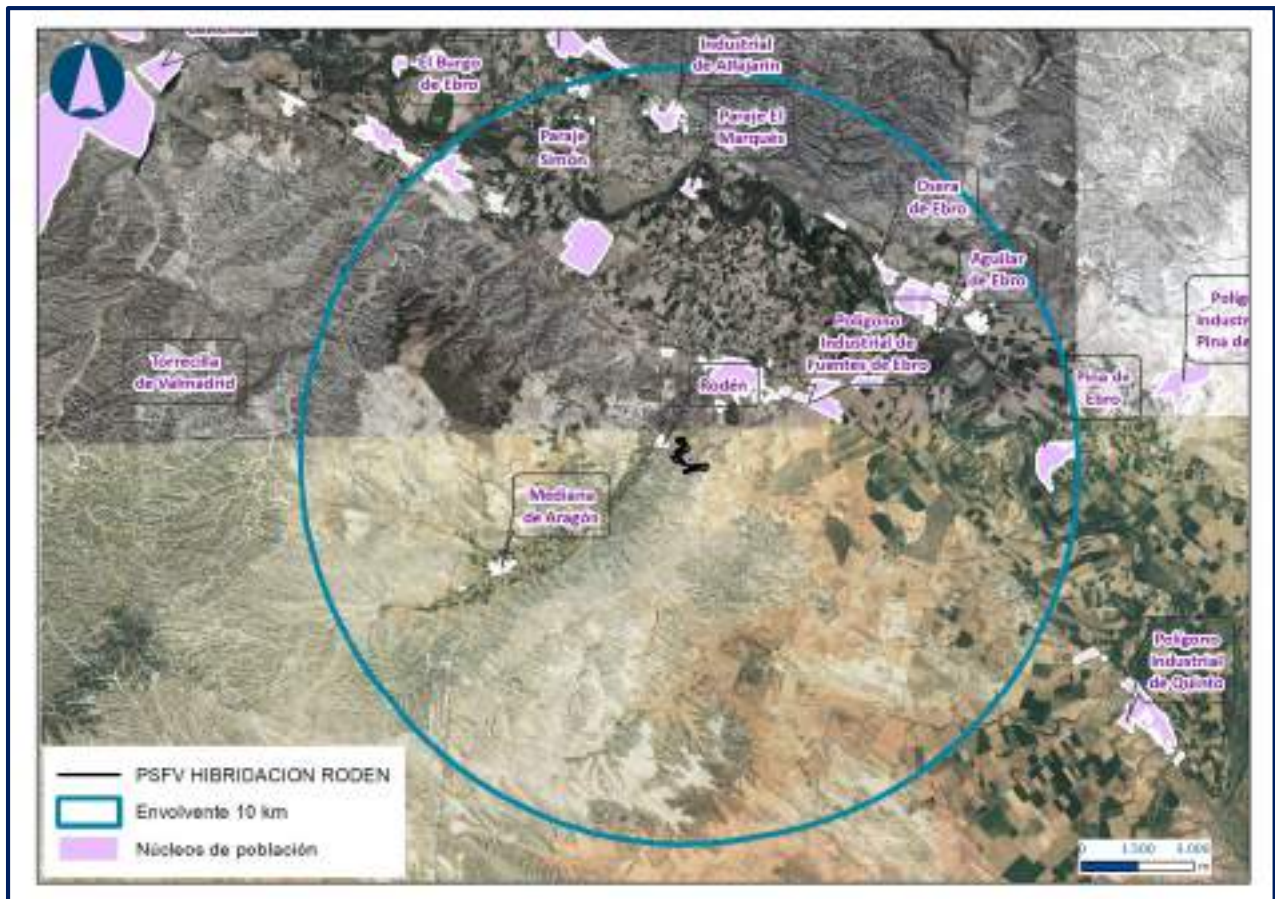 El Burgo
de Ebro
Industrial
de Alfajarín
Paraje
Simón
Paraje El
Marqués
Osera
de Ebro
Aguilar
de Ebro
Polígono
Industrial de
Fuentes de Ebro
Torrecilla
de Valmadrid
Rodén
Pina de
Ebro
Mediana
de Aragón
Polígono
Industrial
de Quinto
PSFV HIBRIDACION RODEN
Envolvente 10 km
Núcleos de población
0
1.500
m